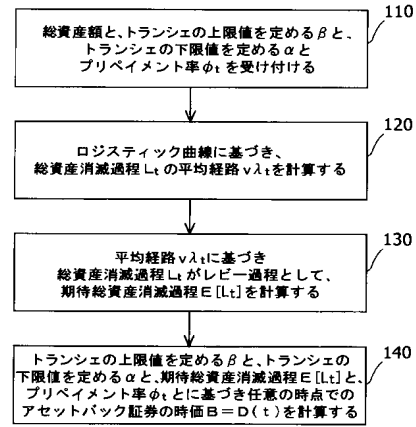 110
総資産額と、トランシェの上限値を定めるβと、
トランシェの下限値を定めるαと
プリペイメント率φtを受け付ける
120
ロジスティック曲線に基づき、
総資産消滅過程Ltの平均経路νλtを計算する
130
平均経路νλtに基づき
総資産消滅過程Ltがレビー過程として、
期待総資産消滅過程E[Lt]を計算する
140
トランシェの上限値を定めるβと、トランシェの
下限値を定めるαと、期待総資産消滅過程E[Lt]と、
プリペイメント率φtとに基づき任意の時点での
アセットバック証券の時価B=D(t)を計算する